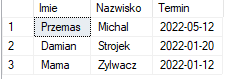 Imie Nazwisko Termin
1 Przemas Michal 2022-05-12
2 Damian Strojek 2022-01-20
3 Mama Zylwacz 2022-01-12